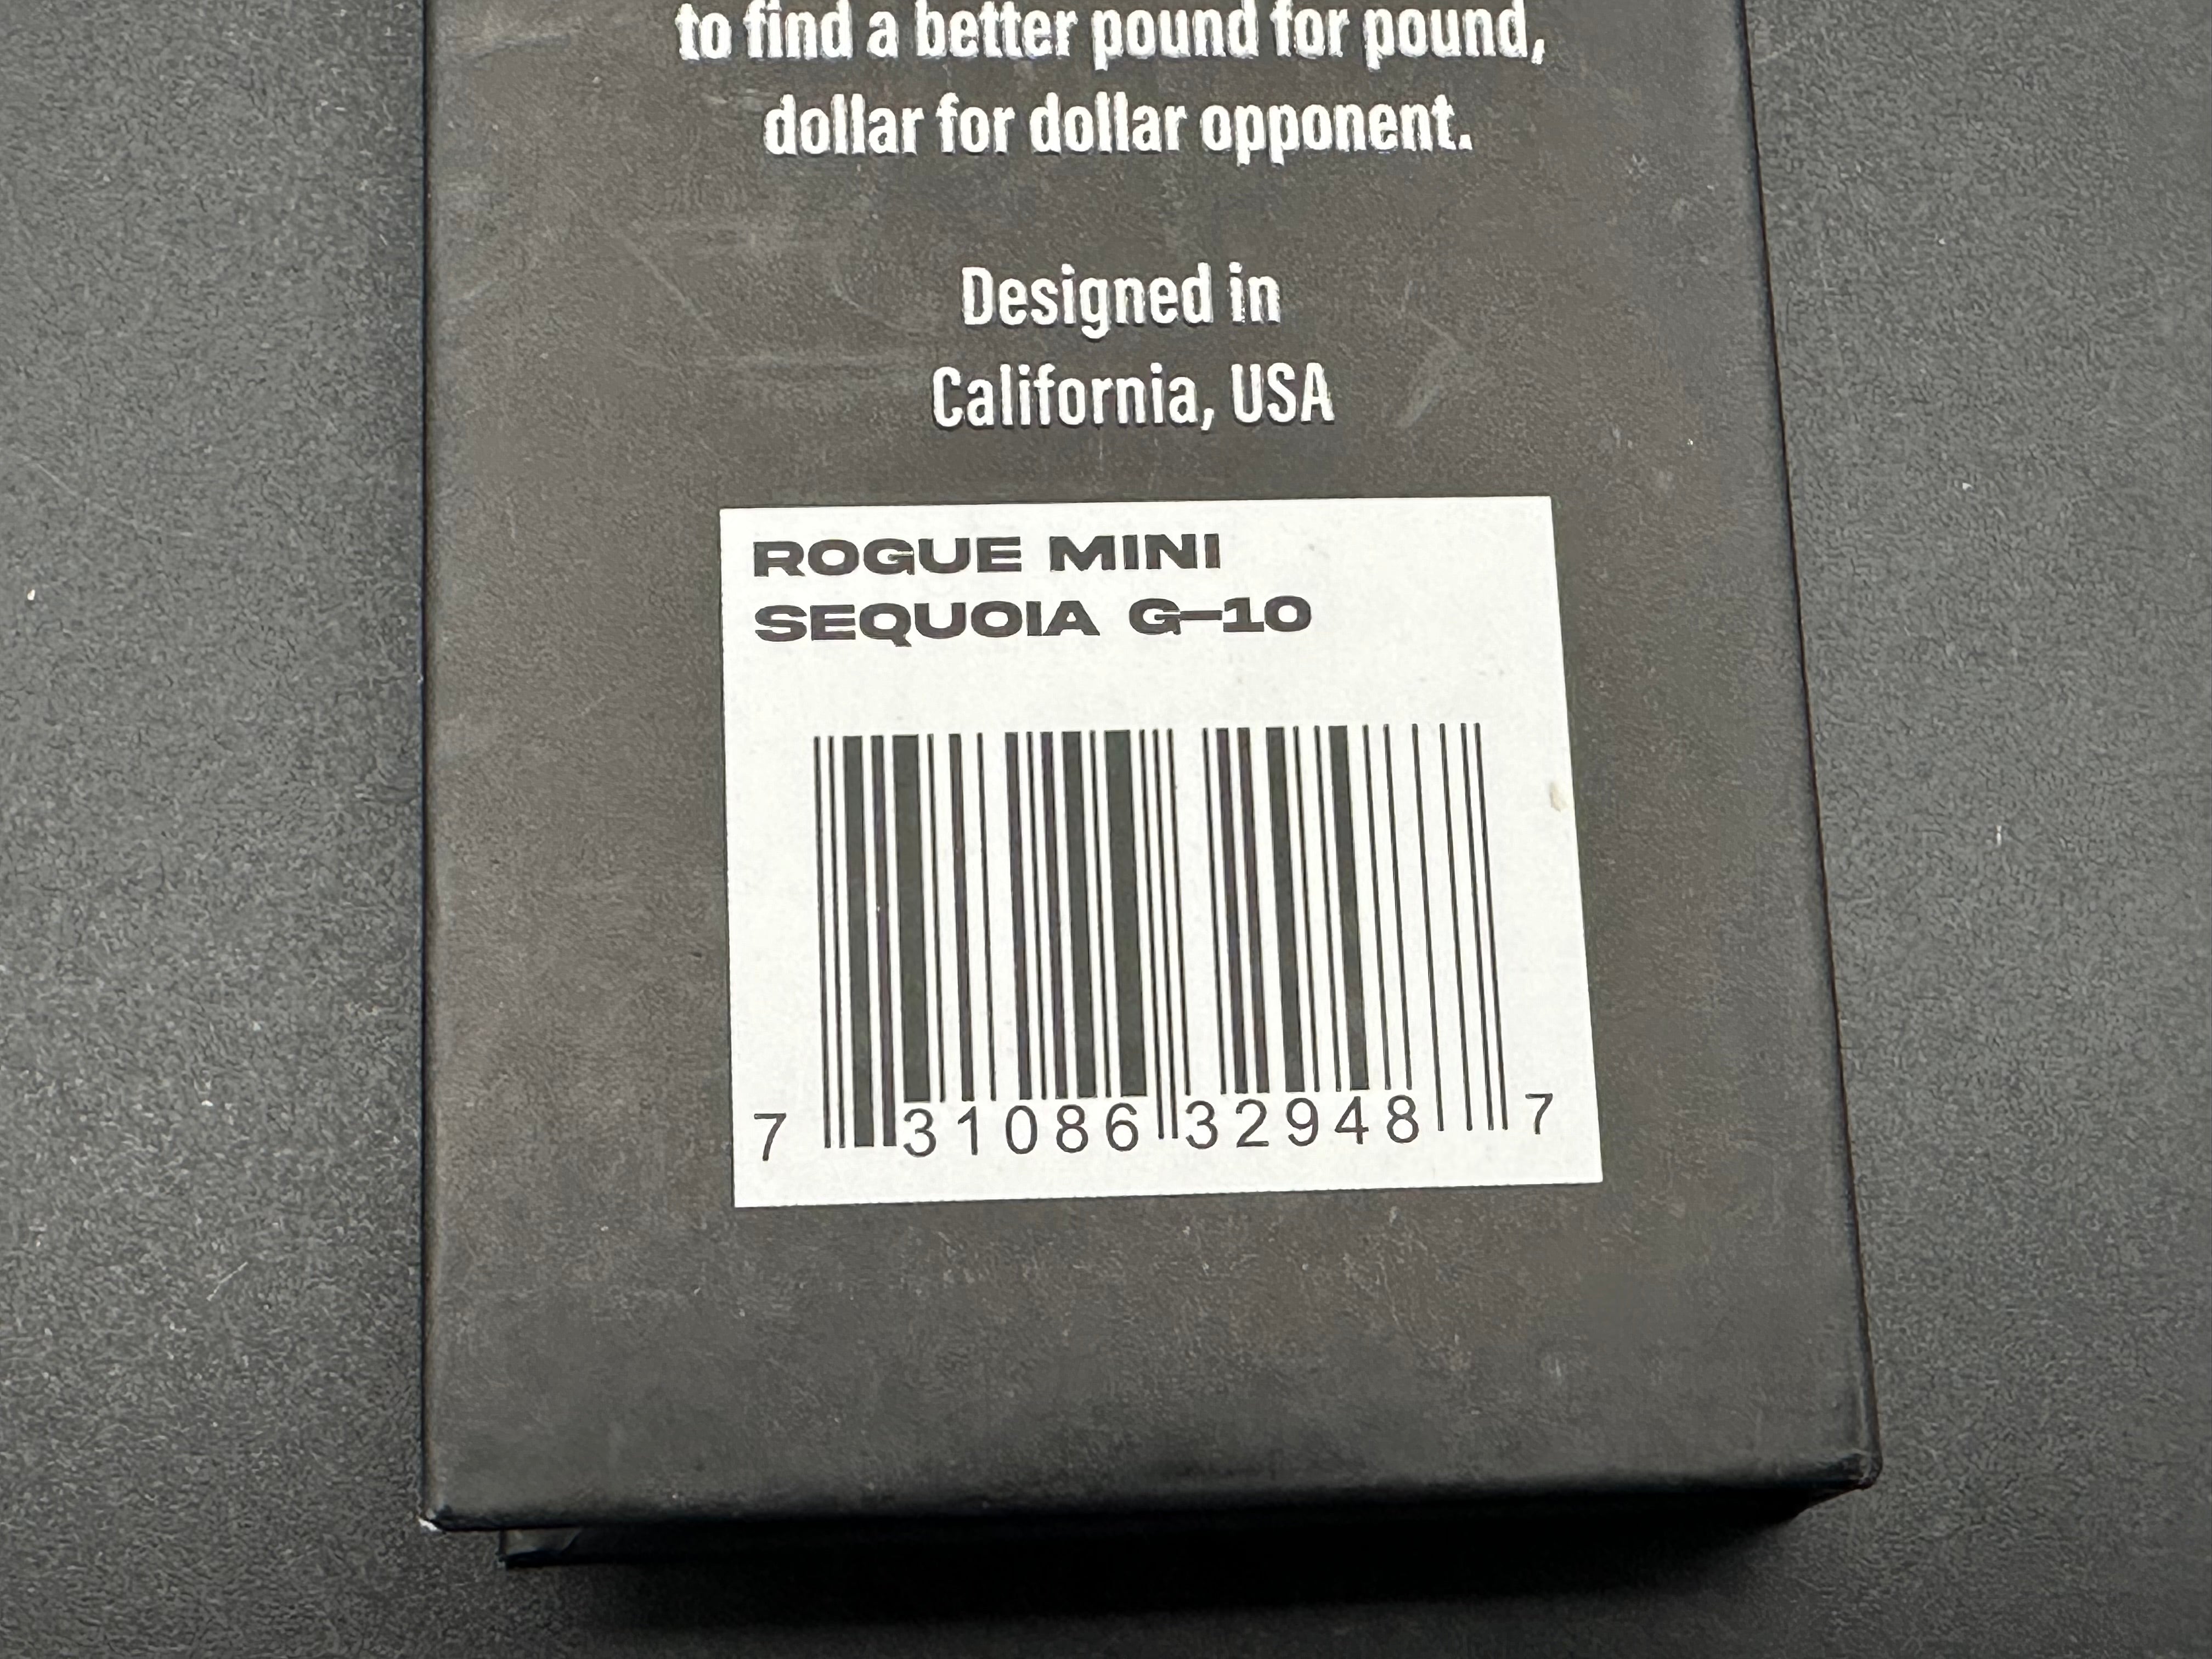 to find a better pound for pound,
dollar for dollar opponent.
Designed in
California, USA
ROGUE MINI
SEQUOIA G-10
7 31086 32948 7